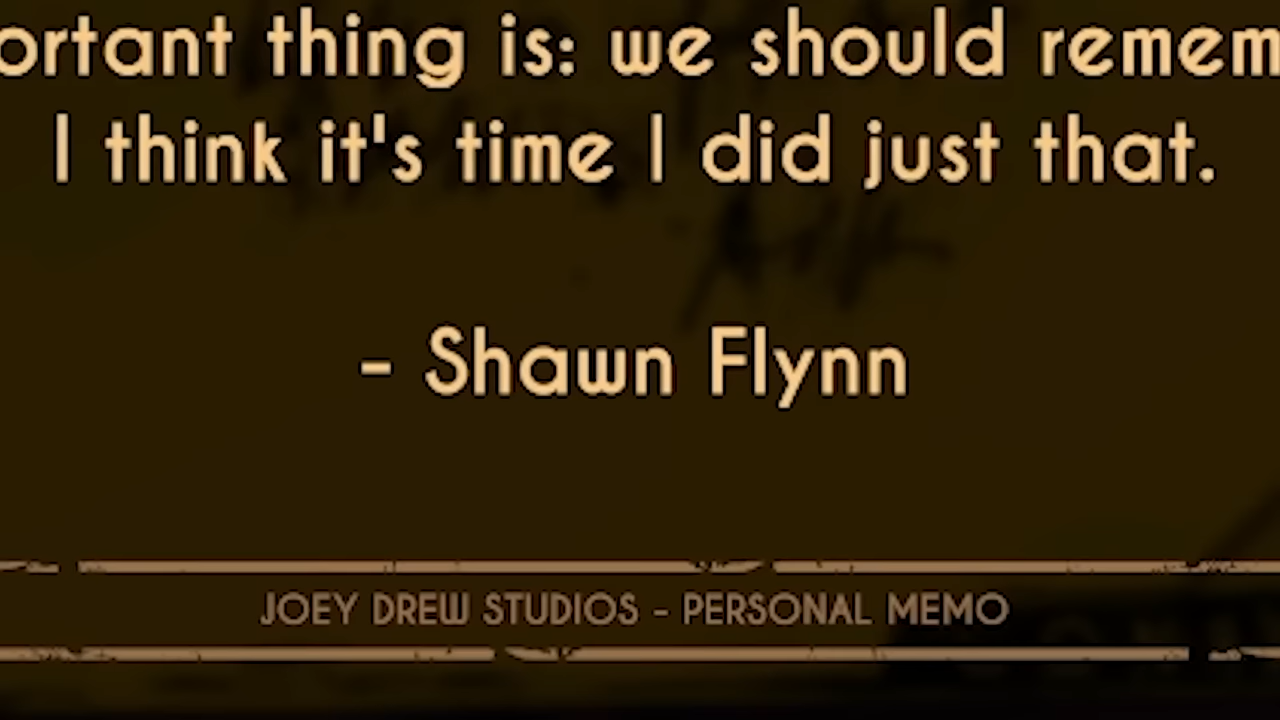 ortant thing is: we should remem
I think it's time I did just that.
- Shawn Flynn
JOEY DREW STUDIOS - PERSONAL MEMO